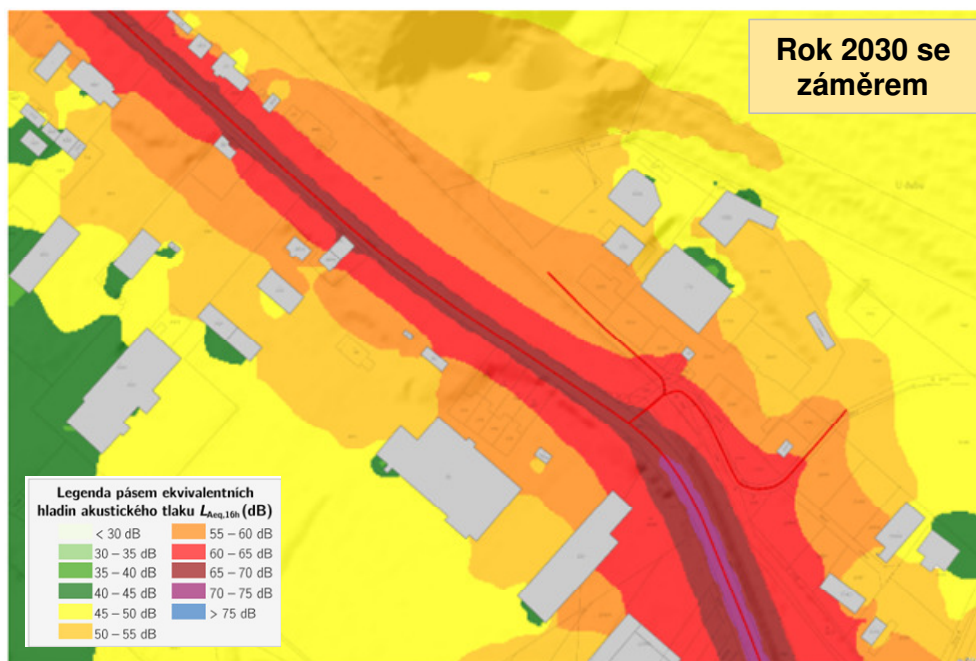 Rok 2030 se
záměrem
Legenda pásem ekvivalentních
hladin akustického tlaku LAeq,16h (dB)
< 30 dB
30 – 35 dB
35 – 40 dB
40 – 45 dB
45 – 50 dB
50 – 55 dB
55 – 60 dB
60 – 65 dB
65 – 70 dB
70 – 75 dB
> 75 dB